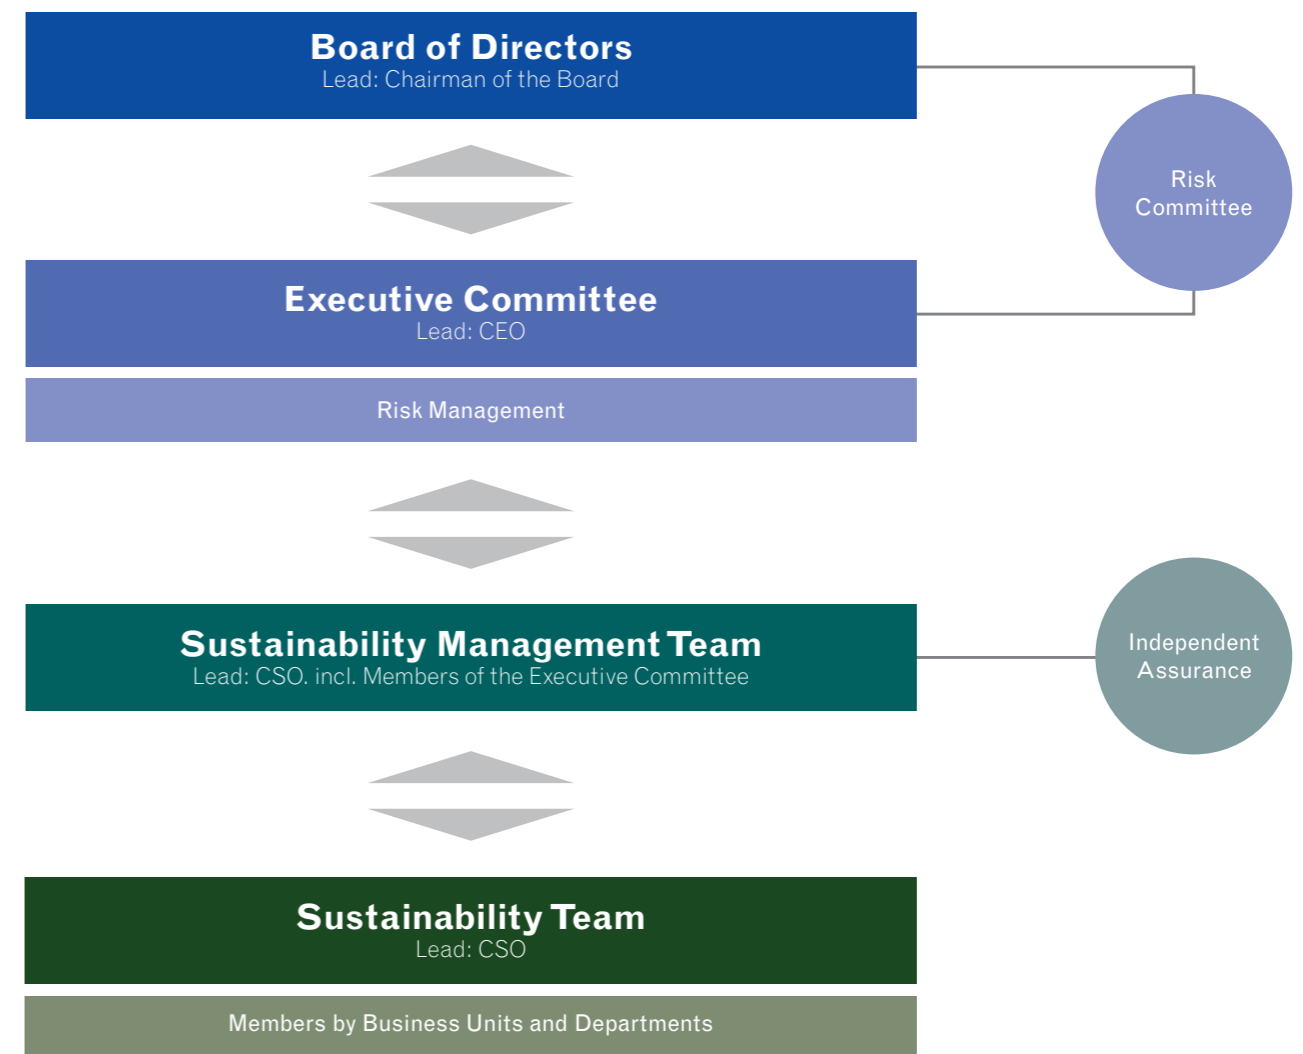 Board of Directors
Lead: Chairman of the Board
Risk
Committee
Executive Committee
Lead: CEO
Risk Management
Sustainability Management Team
Lead: CSO. incl. Members of the Executive Committee
Independent
Assurance
Sustainability Team
Lead: CSO
Members by Business Units and Departments